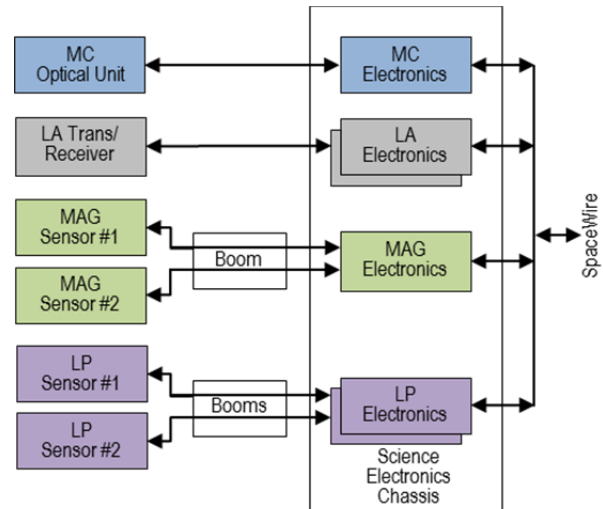 MC
Optical Unit
MC
Electronics
LA Trans/
Receiver
LA
Electronics
MAG
Sensor #1
MAG
Sensor #2
Boom
MAG
Electronics
SpaceWire
LP
Sensor #1
LP
Sensor #2
Booms
LP
Electronics
Science
Electronics
Chassis